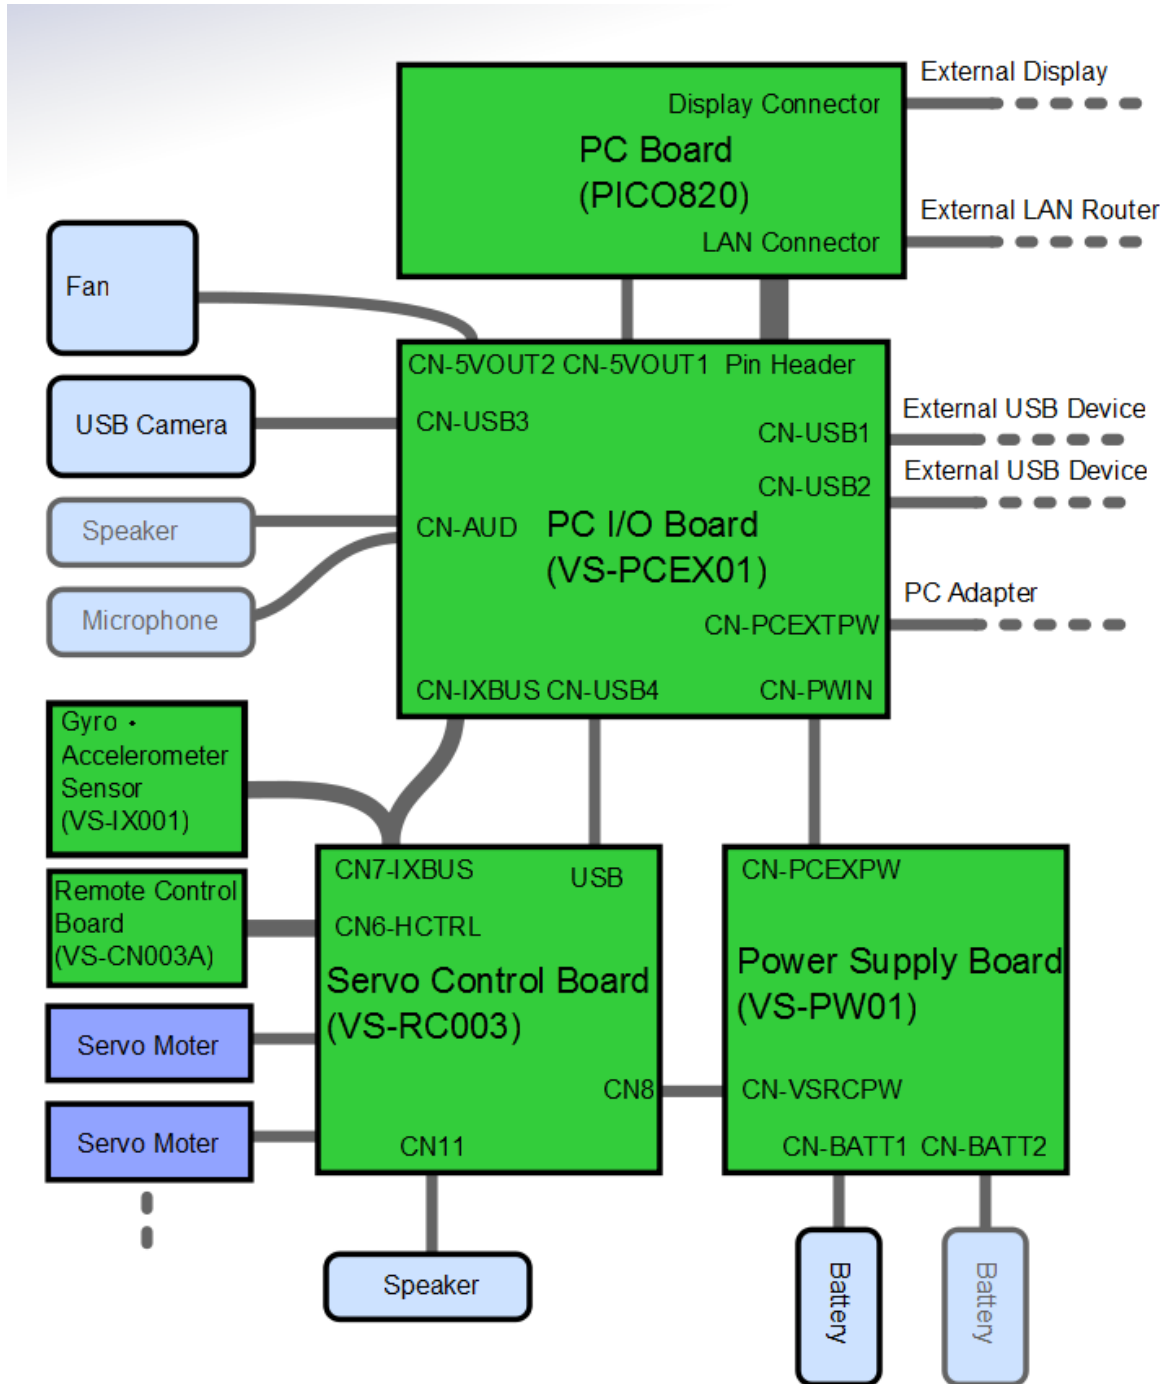 External Display
Display Connector
PC Board
(PICO820)
External LAN Router
LAN Connector
Fan
CN-5VOUT2 CN-5VOUT1 Pin Header
USB Camera
CN-USB3
External USB Device
CN-USB1
External USB Device
CN-USB2
Speaker
CN-AUD
PC I/O Board
(VS-PCEX01)
PC Adapter
Microphone
CN-PCEXTPW
CN-IXBUS CN-USB4
CN-PWIN
Gyro・
Accelerometer
Sensor
(VS-IX001)
CN7-IXBUS
USB
CN-PCEXPW
Remote Control
Board
(VS-CN003A)
CN6-HCTRL
Servo Control Board
(VS-RC003)
Power Supply Board
(VS-PW01)
Servo Moter
CN8
CN-VSRCPW
Servo Moter
CN11
CN-BATT1 CN-BATT2
Speaker
Battery
Battery